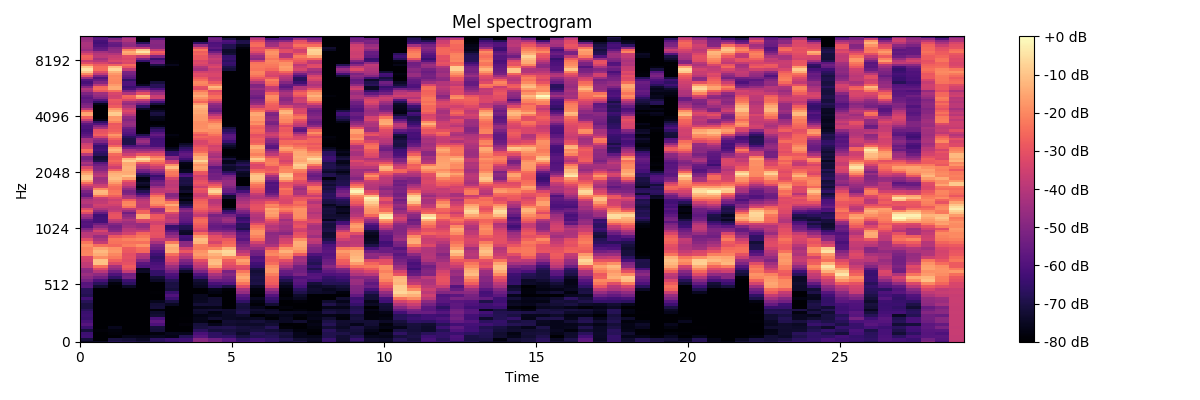 Mel spectrogram
8192
4096
2048
1024
512
0
Hz
0 5 10 15 20 25
Time
+0 dB
-10 dB
-20 dB
-30 dB
-40 dB
-50 dB
-60 dB
-70 dB
-80 dB